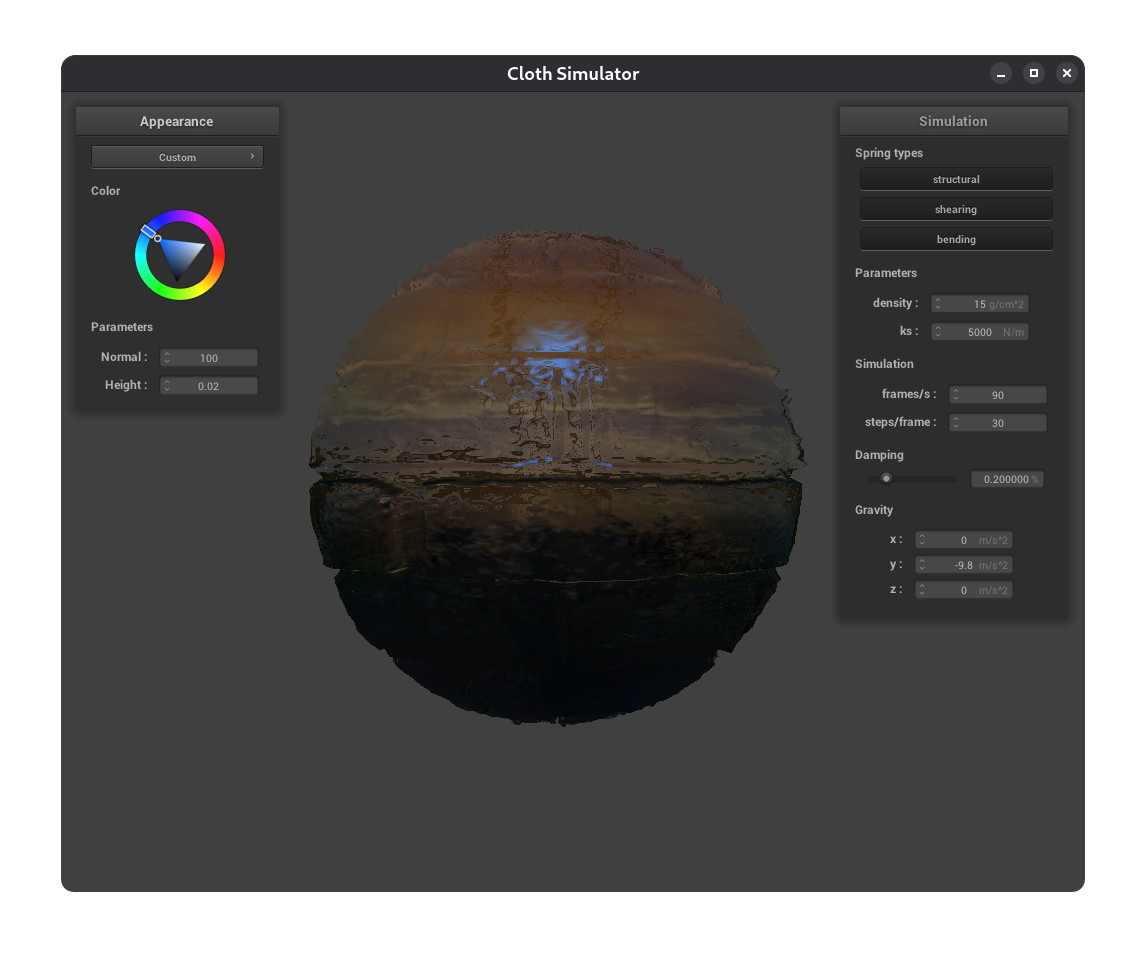 Cloth Simulator
Appearance
Custom
Color
Parameters
Normal : 100
Height : 0.02
Simulation
Spring types
structural
shearing
bending
Parameters
density : 15 g/cm^2
ks : 5000 N/m
Simulation
frames/s : 90
steps/frame : 30
Damping
0.200000 %
Gravity
x : 0 m/s^2
y : -9.8 m/s^2
z : 0 m/s^2